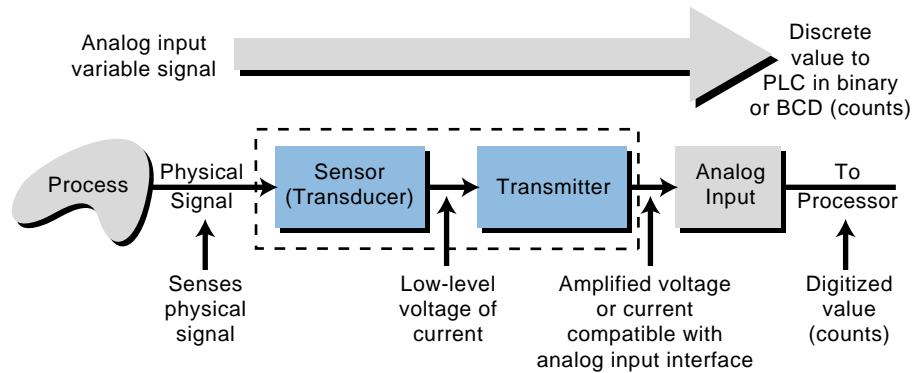 Analog input
variable signal
Discrete
value to
PLC in binary
or BCD (counts)
Process
Physical
Signal
Sensor
(Transducer)
Transmitter
Analog
Input
To
Processor
Senses
physical
signal
Low-level
voltage of
current
Amplified voltage
or current
compatible with
analog input interface
Digitized
value
(counts)